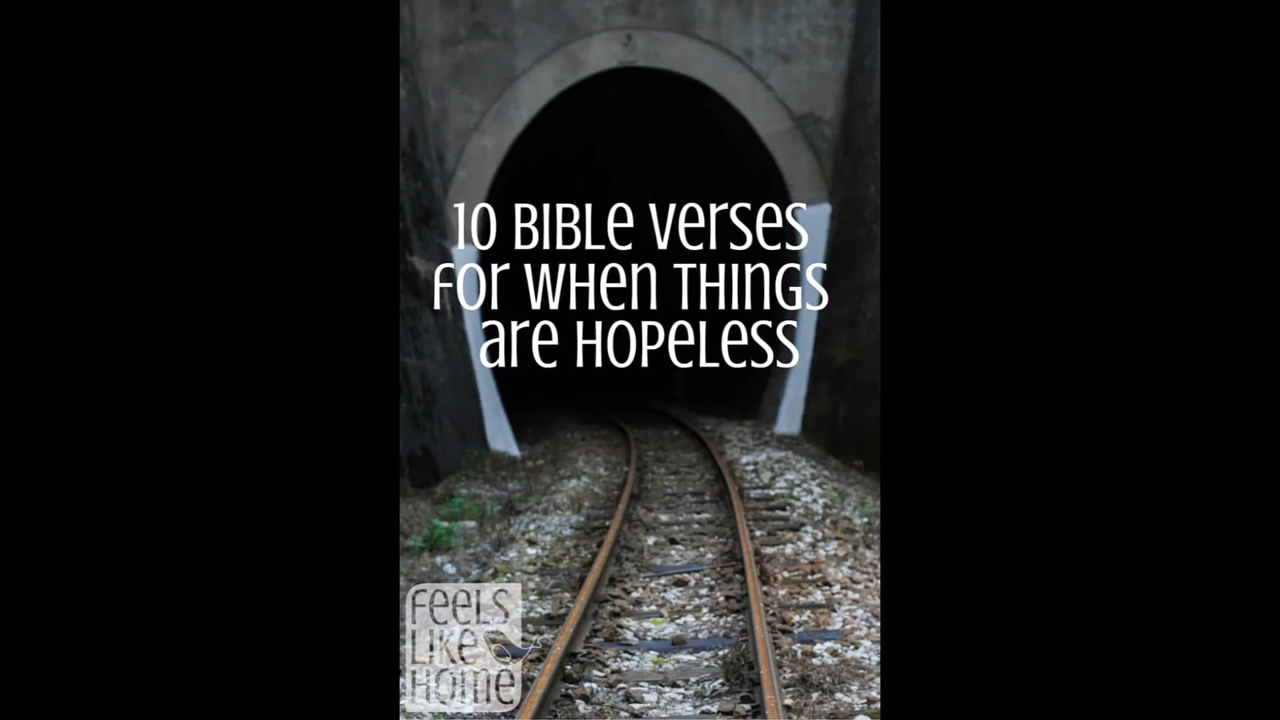 10 BIBLE VERSES
FOR WHEN THINGS
ARE HOPELESS
FEELS
LIKE
HOME